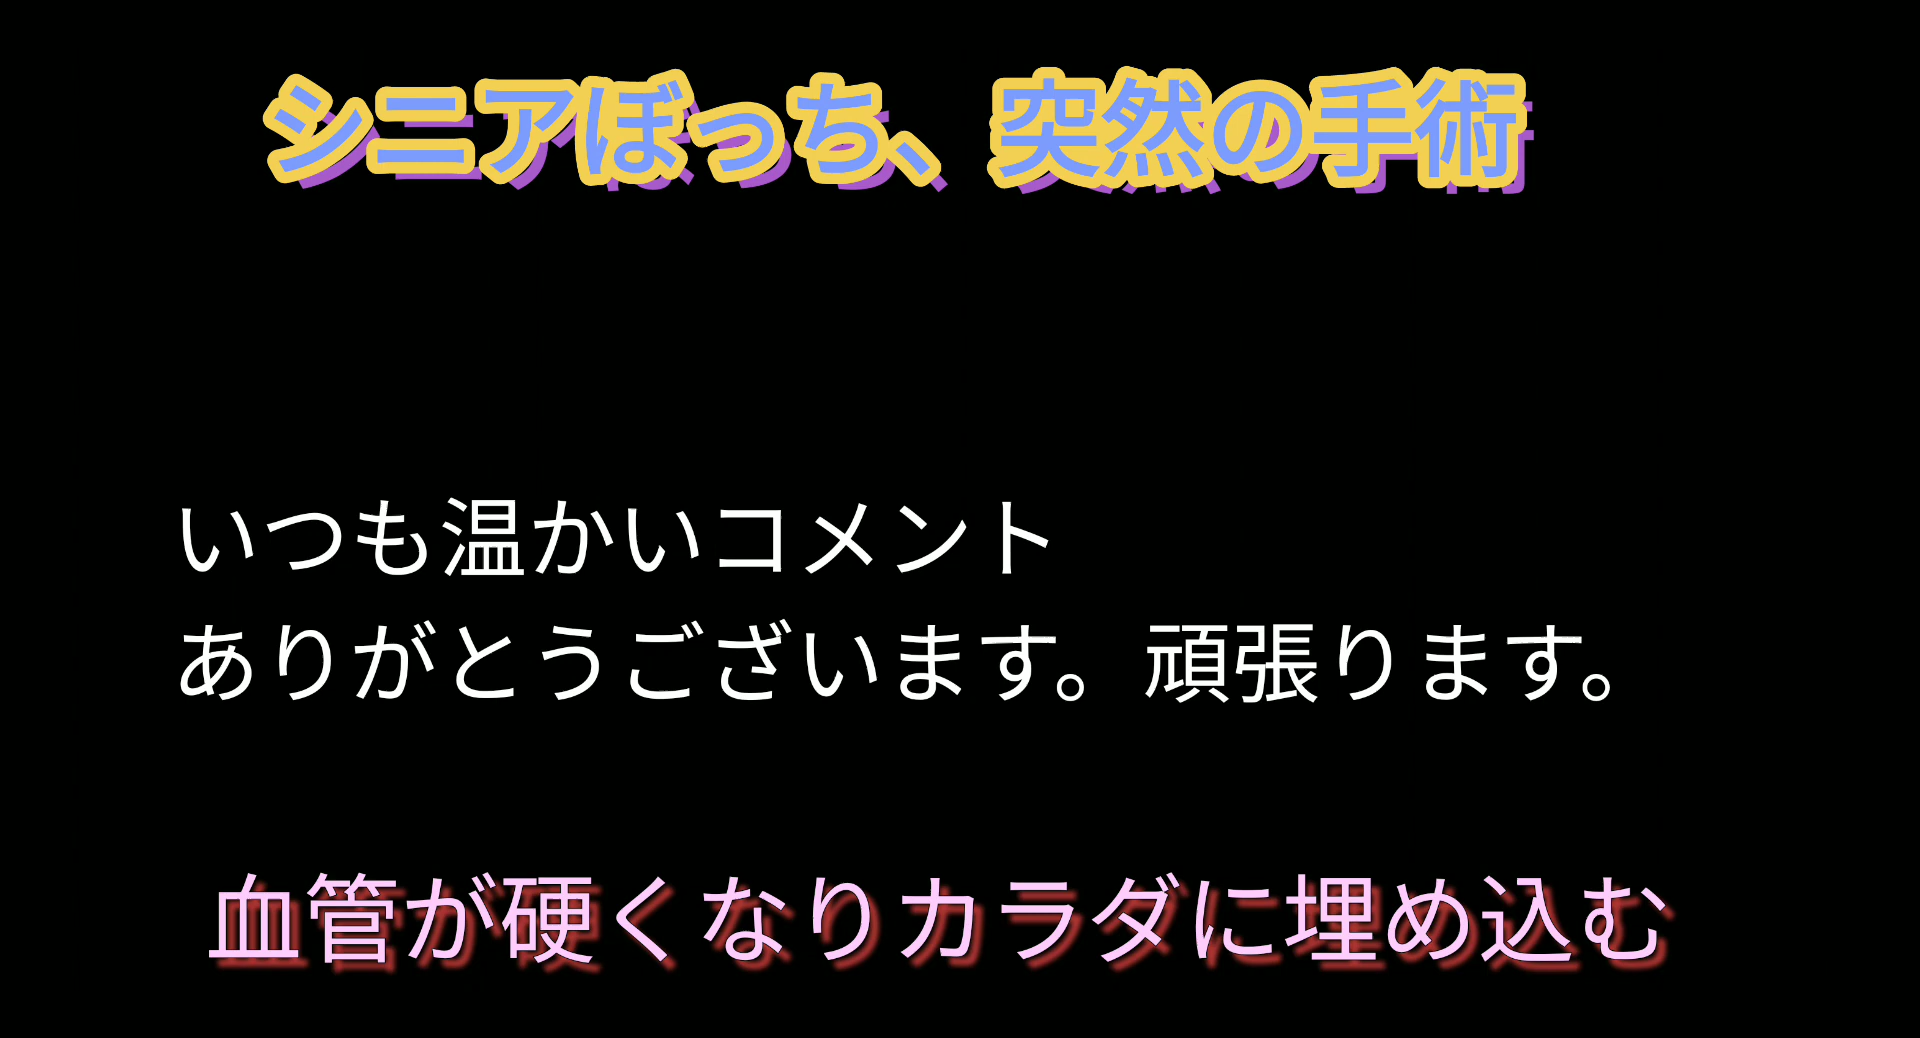 シニアぼっち、突然の手術
いつも温かいコメント
ありがとうございます。頑張ります。
血管が硬くなりカラダに埋め込む